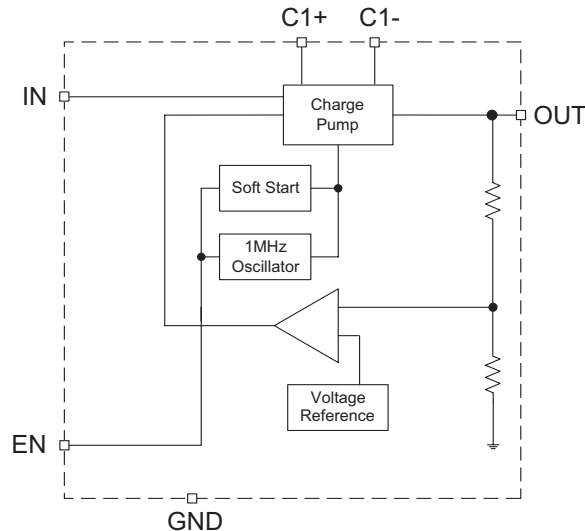 C1+ C1-
IN
Charge
Pump
OUT
Soft Start
1MHz
Oscillator
Voltage
Reference
EN
GND